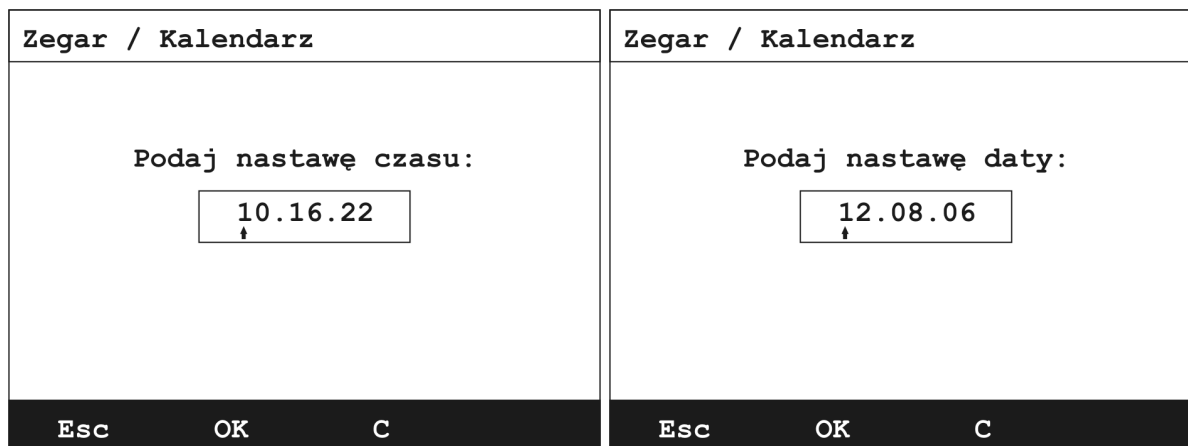 Zegar / Kalendarz
Podaj nastawę czasu:
10.16.22
Esc OK C
Zegar / Kalendarz
Podaj nastawę daty:
12.08.06
Esc OK C